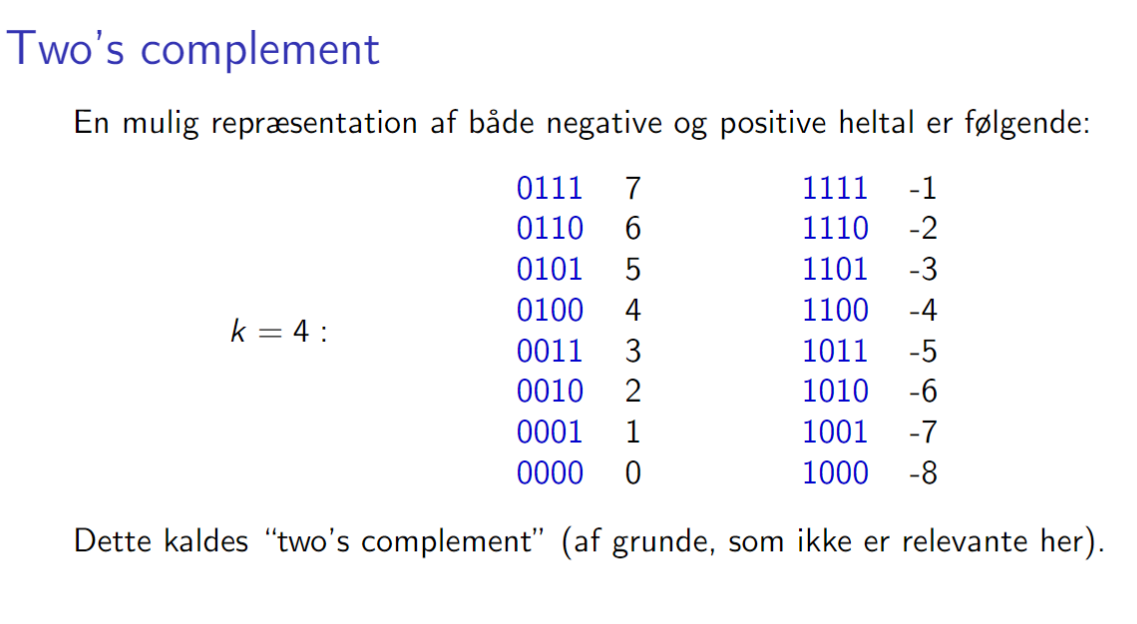 Two's complement
En mulig repræsentation af både negative og positive heltal er følgende:
0111 7 1111 -1
0110 6 1110 -2
0101 5 1101 -3
0100 4 1100 -4
k = 4 :
0011 3 1011 -5
0010 2 1010 -6
0001 1 1001 -7
0000 0 1000 -8
Dette kaldes “two's complement” (af grunde, som ikke er relevante her).